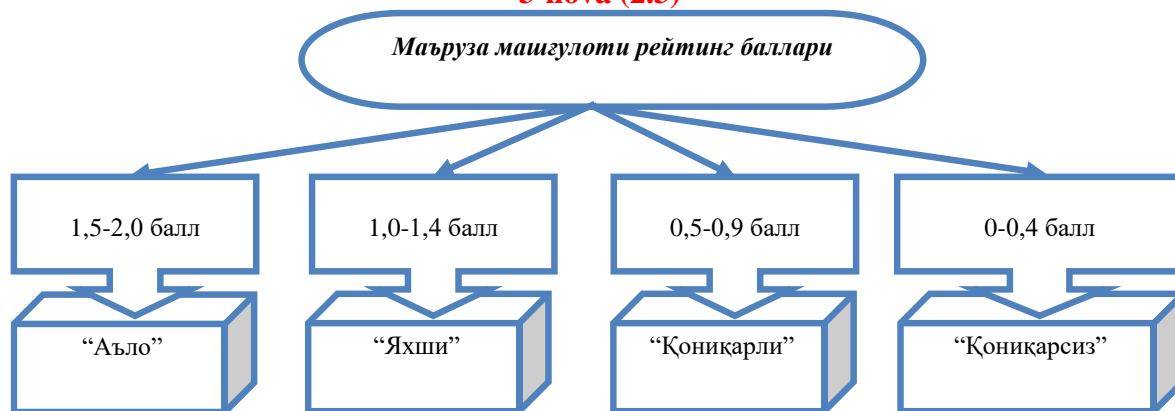 Маъруза машғулоти рейтинг баллари
1,5-2,0 балл
1,0-1,4 балл
0,5-0,9 балл
0-0,4 балл
“Аъло”
“Яхши”
“Қониқарли”
“Қониқарсиз”